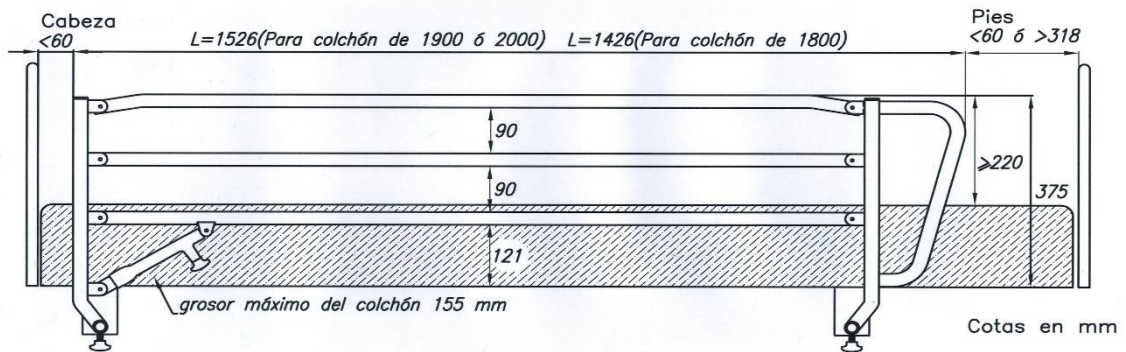 Cabeza
<60
L=1526(Para colchón de 1900 ó 2000) L=1426(Para colchón de 1800)
Pies
<60 ó >318
90
90
⩾220
375
121
grosor máximo del colchón 155 mm
Cotas en mm